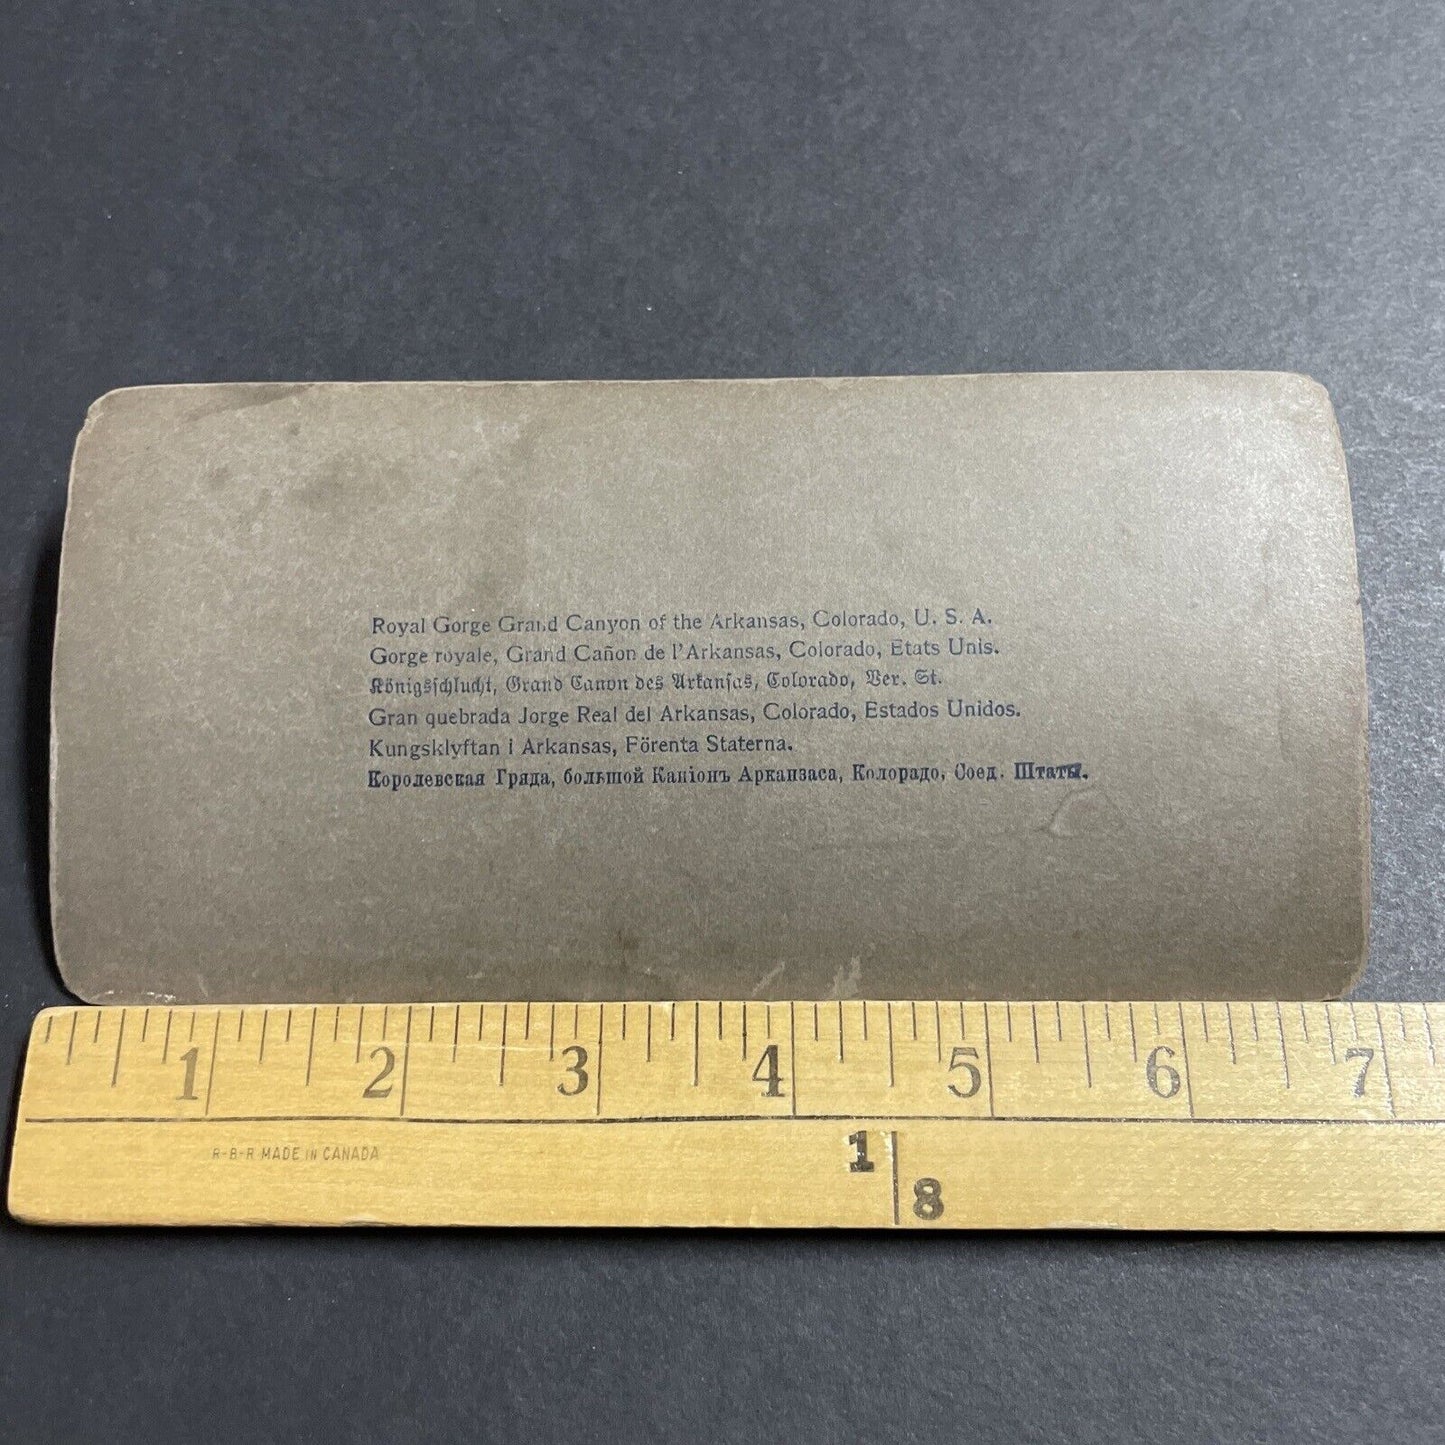 Royal Gorge Grand Canyon of the Arkansas, Colorado, U. S. A.
Gorge royale, Grand Cañon de l'Arkansas, Colorado, Etats Unis.
Königsschlucht, Grand Canon des Arkansas, Colorado, Ver. St.
Gran quebrada Jorge Real del Arkansas, Colorado, Estados Unidos.
Kungsklyftan i Arkansas, Förenta Staterna.
Королевская Гряда, большой Каніонъ Арканзаса, Колорадо, Соед. Штаты.
1 2 3 4 5 6 7
R-B-R MADE IN CANADA
1
8